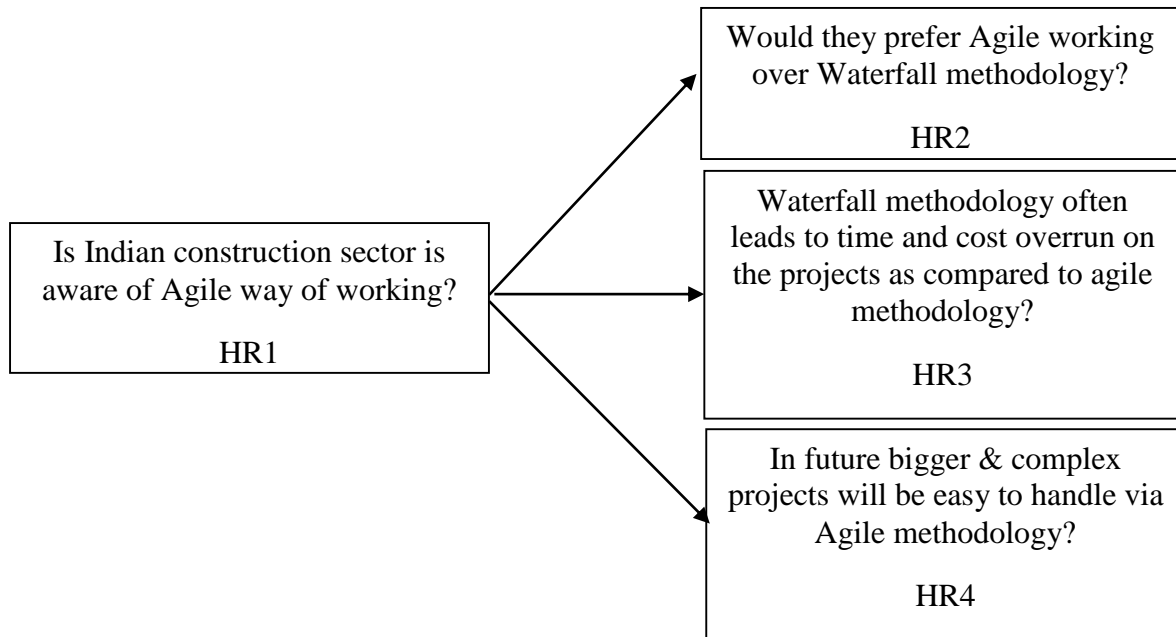 Would they prefer Agile working
over Waterfall methodology?
HR2
Waterfall methodology often
leads to time and cost overrun on
the projects as compared to agile
methodology?
HR3
Is Indian construction sector is
aware of Agile way of working?
HR1
In future bigger & complex
projects will be easy to handle via
Agile methodology?
HR4